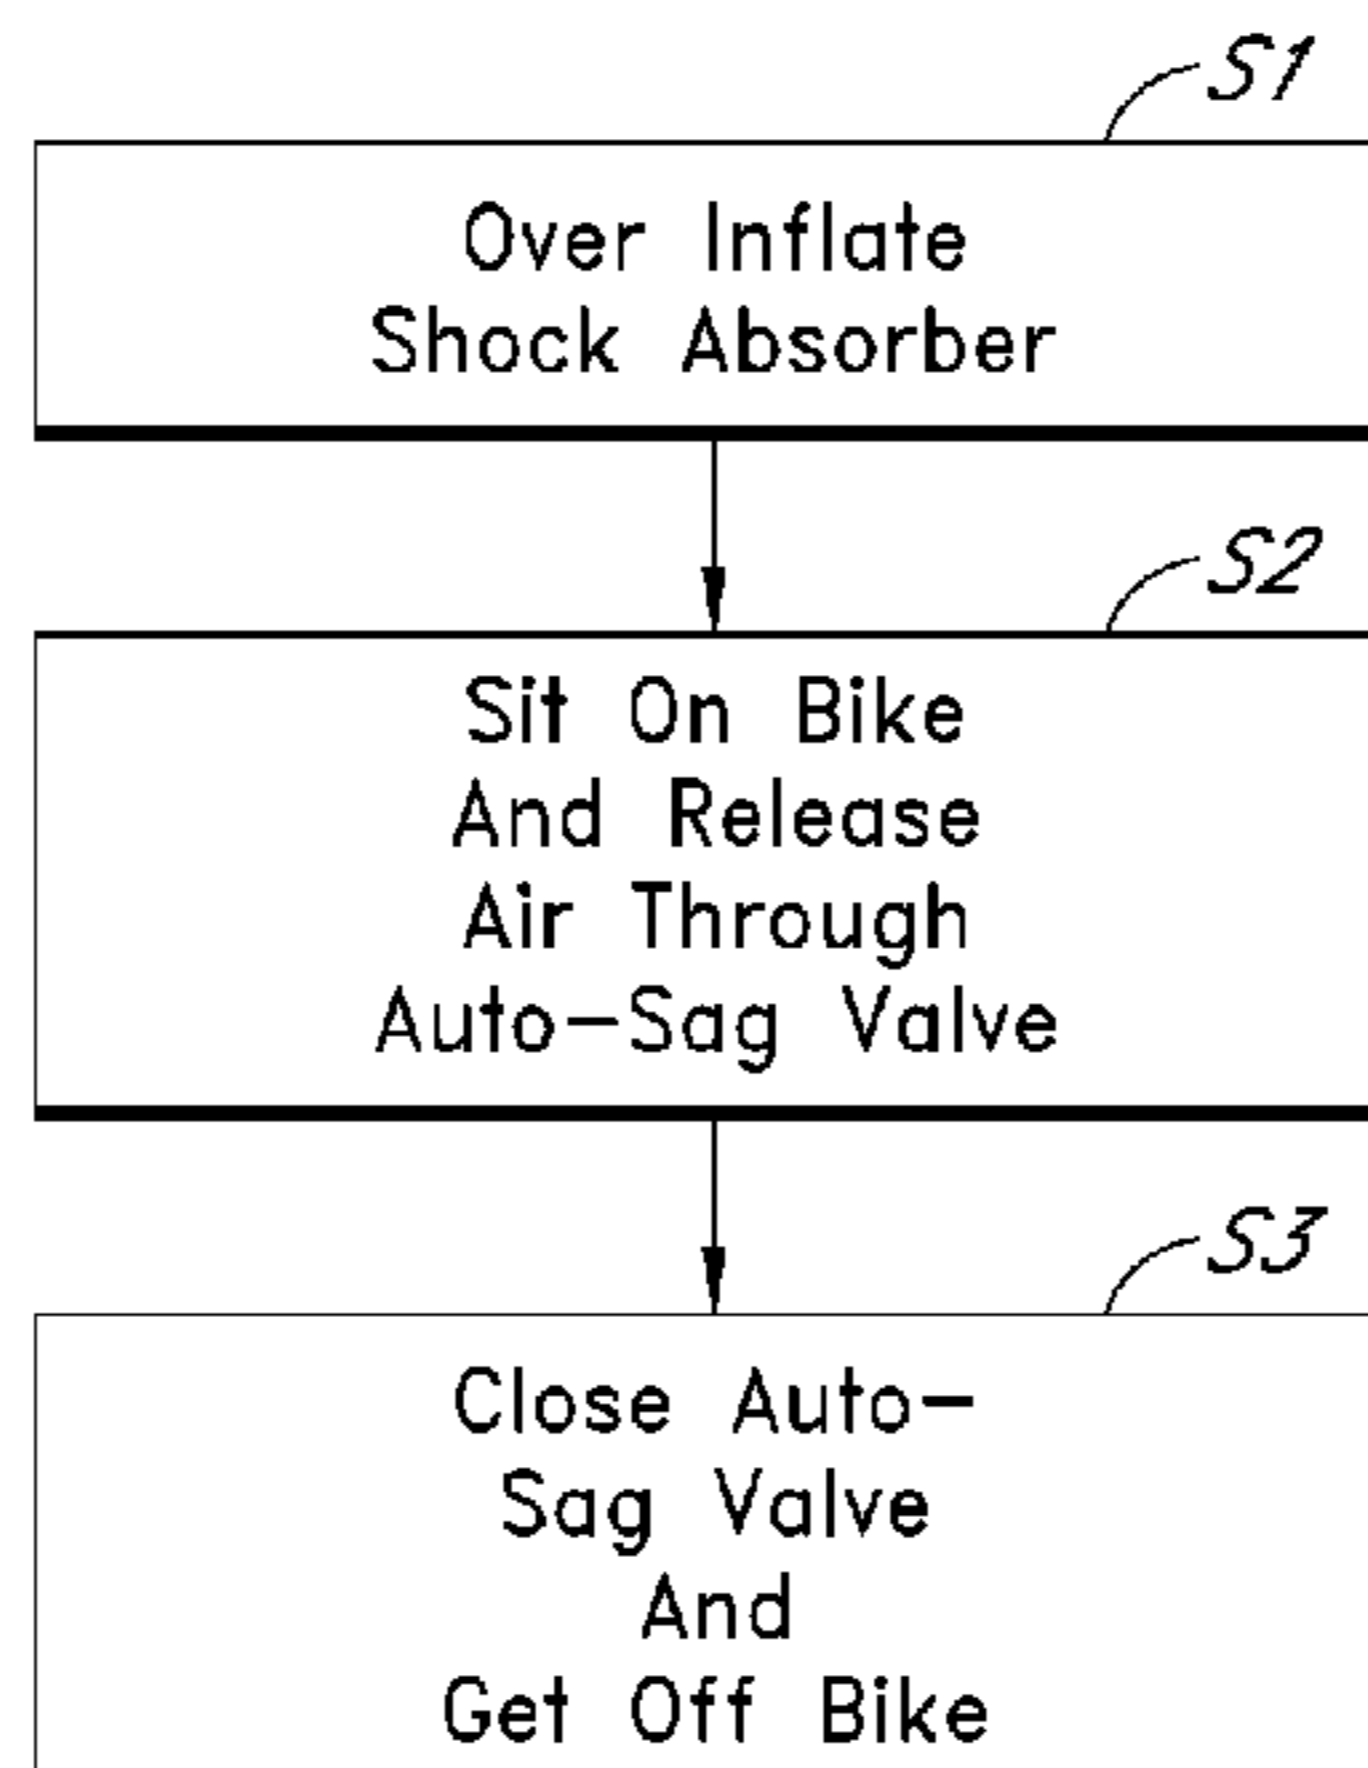 S1
Over Inflate
Shock Absorber
S2
Sit On Bike
And Release
Air Through
Auto-Sag Valve
S3
Close Auto-
Sag Valve
And
Get Off Bike